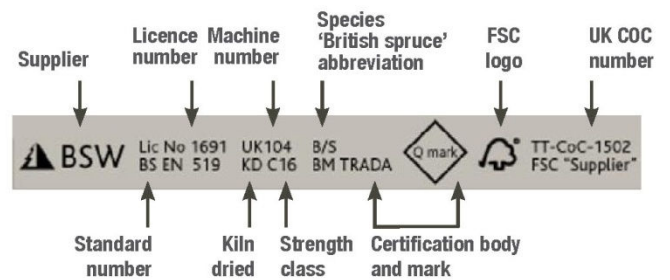 Supplier
Licence number
Machine number
Species 'British spruce' abbreviation
FSC logo
UK COC number
BSW
Lic No 1691 UK104 B/S
BS EN 519 KD C16 BM TRADA
Q mark
TT-CoC-1502
FSC "Supplier"
Standard number
Kiln dried
Strength class
Certification body and mark